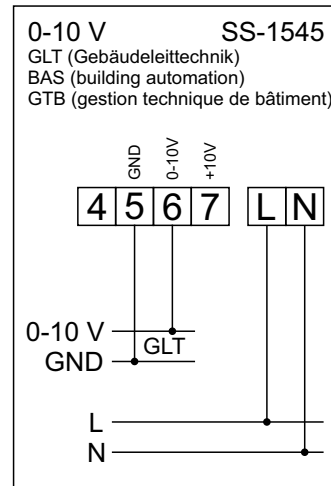 0-10 V SS-1545
GLT (Gebäudeleittechnik)
BAS (building automation)
GTB (gestion technique de bâtiment)
GND 0-10V +10V
4 5 6 7 L N
0-10 V
GLT
GND
L
N